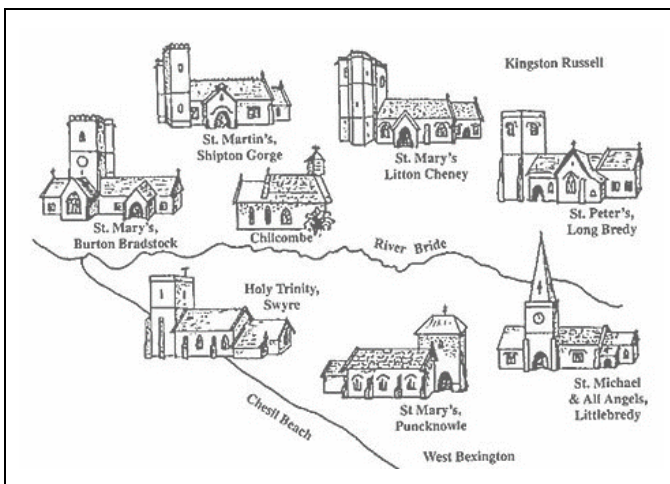 Kingston Russell
St. Martin's,
Shipton Gorge
St. Mary's
Litton Cheney
St. Peter's,
Long Bredy
St. Mary's,
Burton Bradstock
Chilcombe
River Bride
Holy Trinity,
Swyre
St. Michael
& All Angels,
Littlebredy
St Mary's,
Puncknowle
Chesil Beach
West Bexington